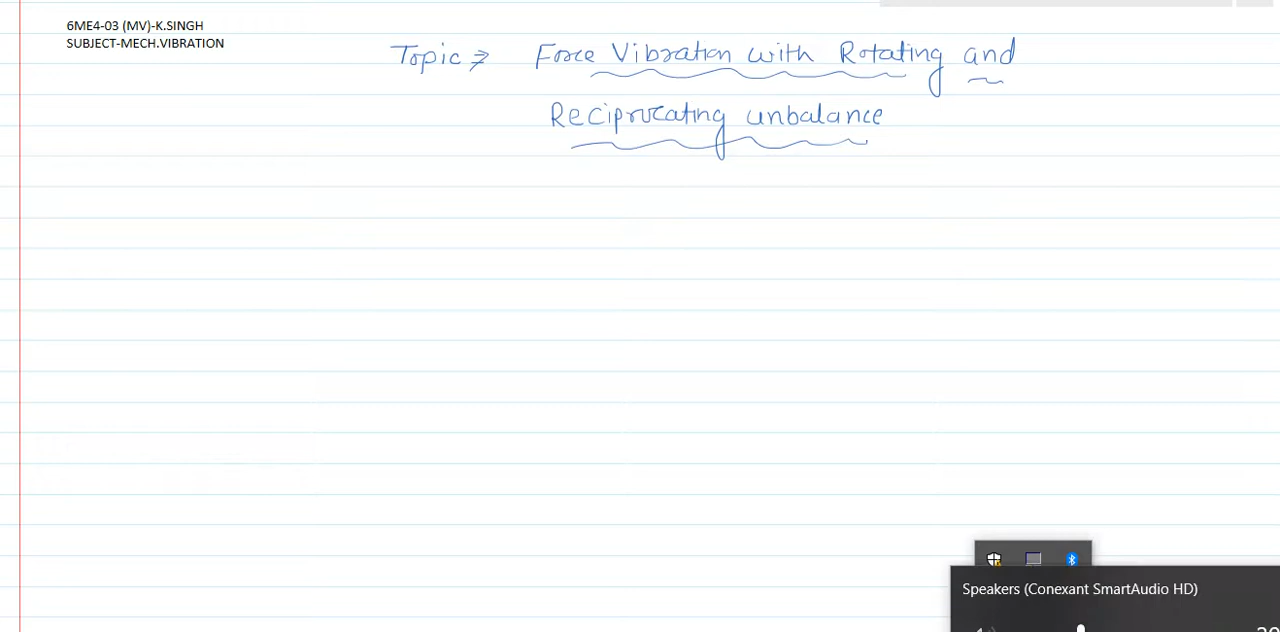 6ME4-03 (MV)-K.SINGH
SUBJECT-MECH.VIBRATION
Topic ⇒ Force Vibration with Rotating and
Reciprocating unbalance
Speakers (Conexant SmartAudio HD)